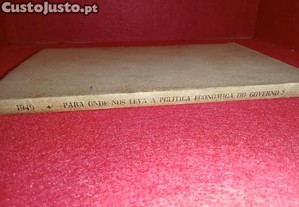 CustoJusto.pt
1949 * PARA ONDE NOS LEVA A POLÍTICA ECONÓMICA DO GOVERNO?